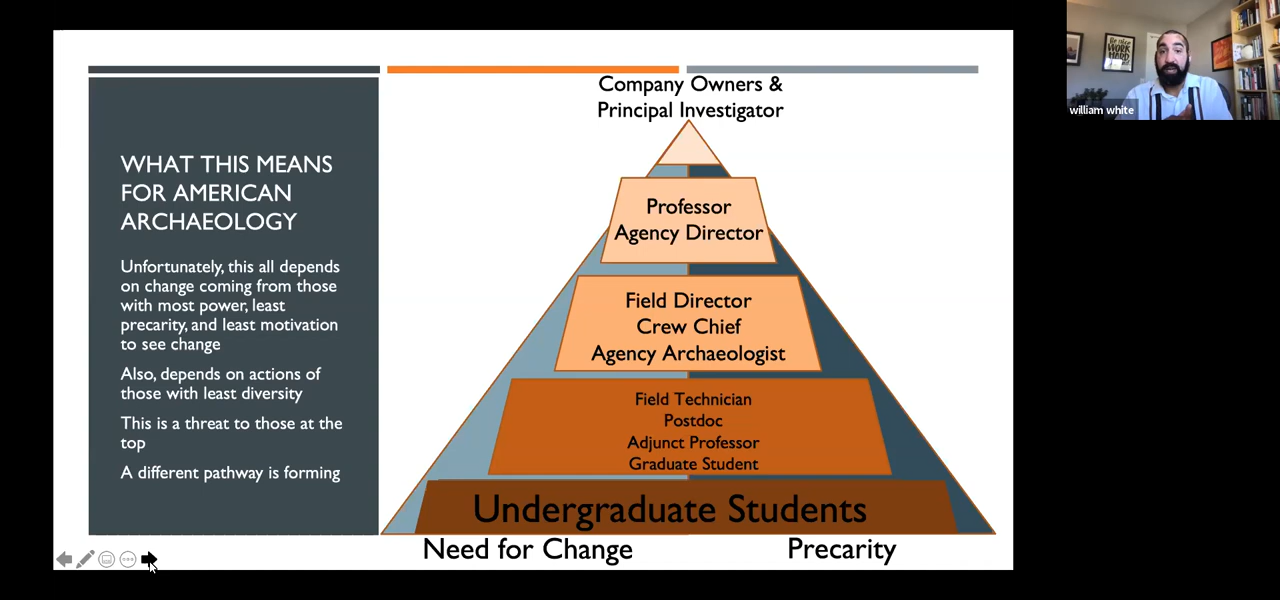 WHAT THIS MEANS
FOR AMERICAN
ARCHAEOLOGY
Unfortunately, this all depends
on change coming from those
with most power, least
precarity, and least motivation
to see change
Also, depends on actions of
those with least diversity
This is a threat to those at the
top
A different pathway is forming
Company Owners &
Principal Investigator
Professor
Agency Director
Field Director
Crew Chief
Agency Archaeologist
Field Technician
Postdoc
Adjunct Professor
Graduate Student
Undergraduate Students
Need for Change
Precarity
WORK
HARD
william white